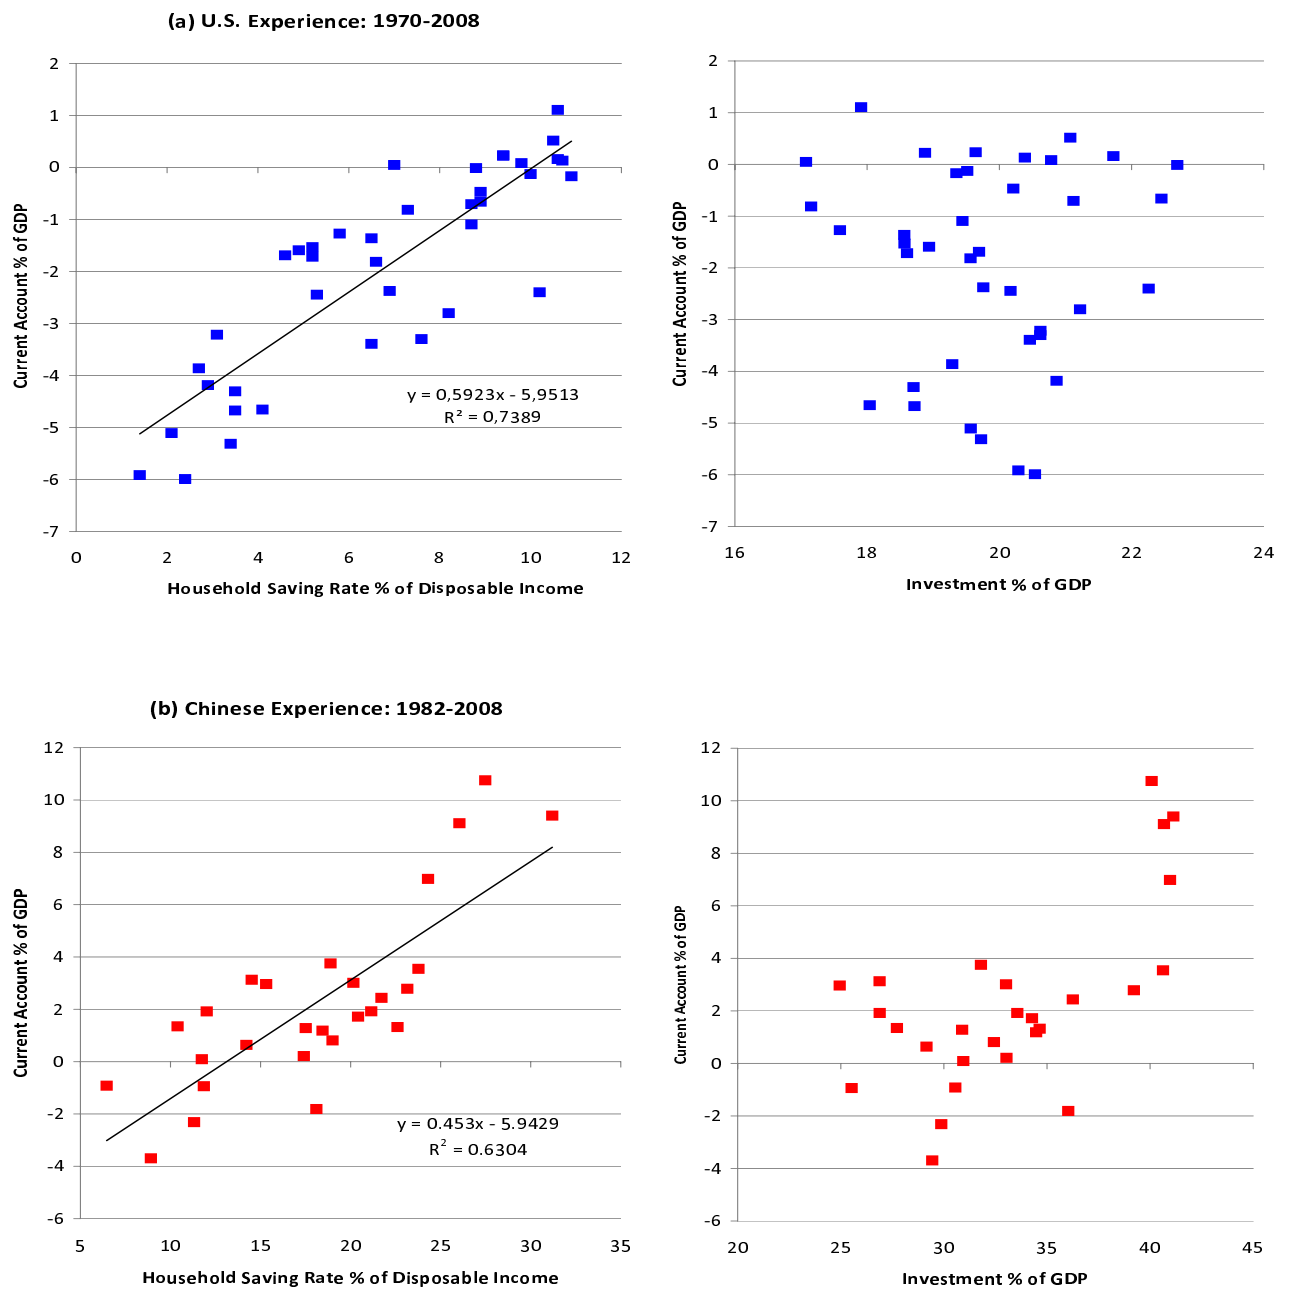 (a) U.S. Experience: 1970-2008
2
1
0
-1
-2
-3
-4
-5
-6
-7
Current Account % of GDP
y = 0,5923x - 5,9513
R² = 0,7389
0 2 4 6 8 10 12
Household Saving Rate % of Disposable Income
2
1
0
-1
-2
-3
-4
-5
-6
-7
Current Account % of GDP
16 18 20 22 24
Investment % of GDP
(b) Chinese Experience: 1982-2008
12
10
8
6
4
2
0
-2
-4
-6
Current Account % of GDP
y = 0.453x - 5.9429
R² = 0.6304
5 10 15 20 25 30 35
Household Saving Rate % of Disposable Income
12
10
8
6
4
2
0
-2
-4
-6
Current Account % of GDP
20 25 30 35 40 45
Investment % of GDP